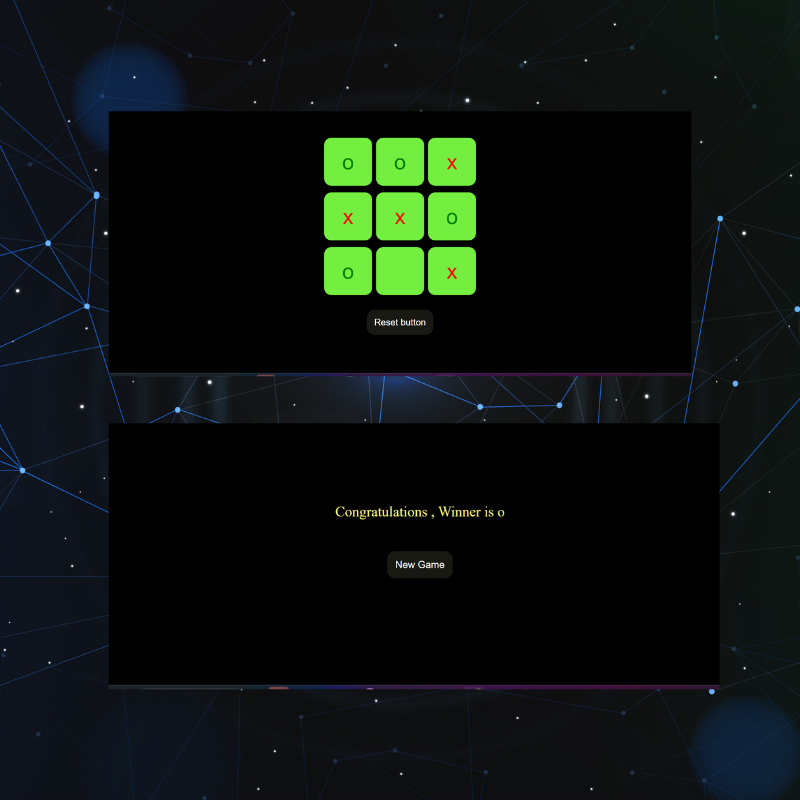 o o x
x x o
o x
Reset button
Congratulations , Winner is o
New Game